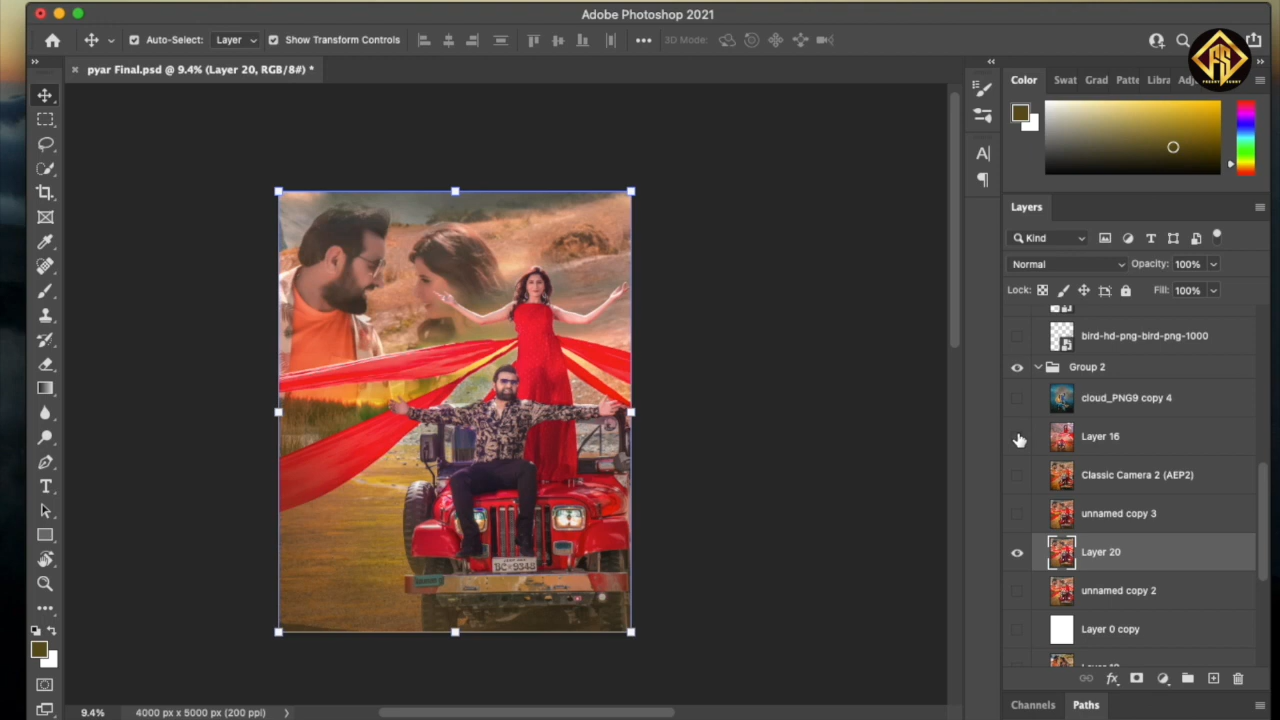 Adobe Photoshop 2021
Auto-Select: Layer Show Transform Controls 3D Mode:
FS
pyar Final.psd @ 9.4% (Layer 20, RGB/8#) *
Color Swat Grad Patte Libra
Layers
Kind
Normal Opacity: 100%
Lock: Fill: 100%
bird-hd-png-bird-png-1000
Group 2
cloud_PNG9 copy 4
Layer 16
Classic Camera 2 (AEP2)
unnamed copy 3
Layer 20
unnamed copy 2
Layer 0 copy
Channels Paths
9.4% 4000 px x 5000 px (200 ppi)